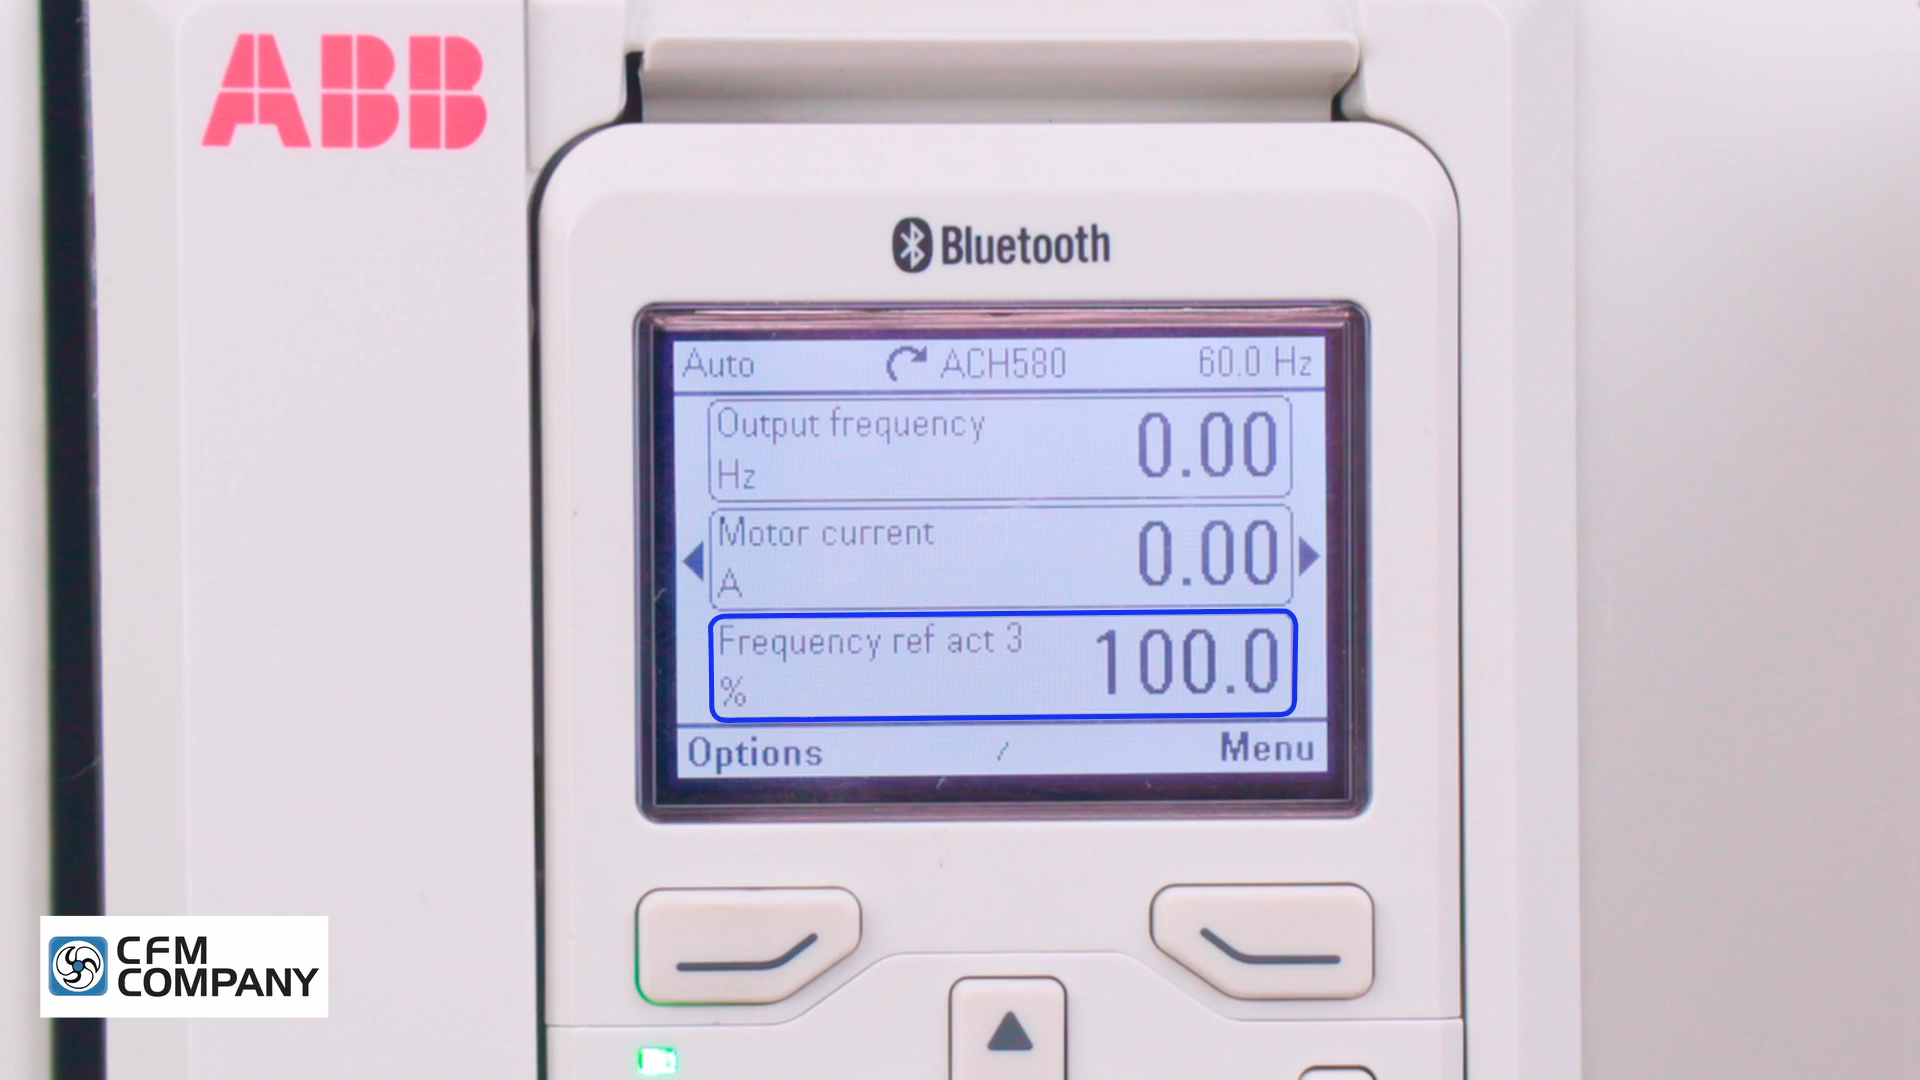 ABB
Bluetooth
Auto ACH580 60.0 Hz
Output frequency 0.00
Hz
Motor current 0.00
A
Frequency ref act 3 100.0
%
Options Menu
CFM
COMPANY